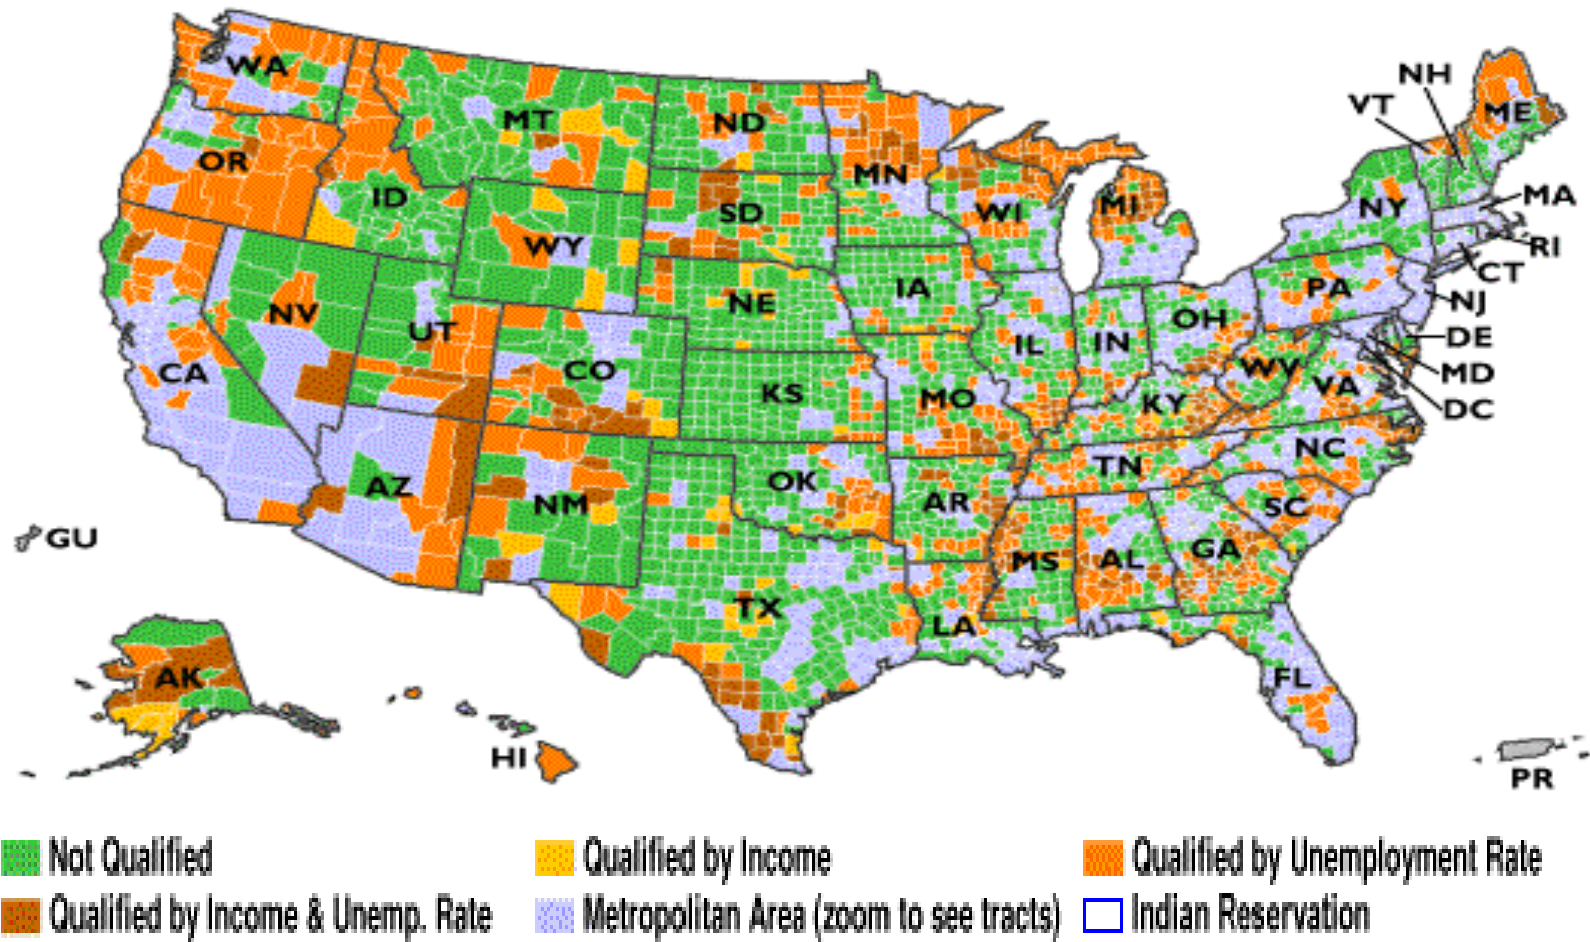 WA
NH
VT
ME
MT
ND
OR
MN
ID
SD
WI
MI
NY
MA
WY
RI
CT
IA
PA
NJ
NV
NE
OH
UT
IL
IN
DE
CA
CO
WV
MD
KS
MO
KY
VA
DC
NC
TN
AZ
OK
NM
AR
SC
GU
MS
AL
GA
TX
LA
AK
FL
HI
PR
Not Qualified
Qualified by Income
Qualified by Unemployment Rate
Qualified by Income & Unemp. Rate
Metropolitan Area (zoom to see tracts)
Indian Reservation